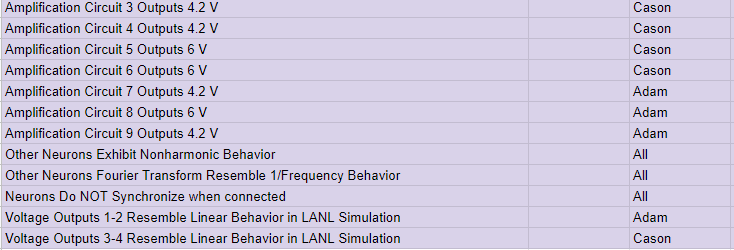 Amplification Circuit 3 Outputs 4.2 V Cason
Amplification Circuit 4 Outputs 4.2 V Cason
Amplification Circuit 5 Outputs 6 V Cason
Amplification Circuit 6 Outputs 6 V Cason
Amplification Circuit 7 Outputs 4.2 V Adam
Amplification Circuit 8 Outputs 6 V Adam
Amplification Circuit 9 Outputs 4.2 V Adam
Other Neurons Exhibit Nonharmonic Behavior All
Other Neurons Fourier Transform Resemble 1/Frequency Behavior All
Neurons Do NOT Synchronize when connected All
Voltage Outputs 1-2 Resemble Linear Behavior in LANL Simulation Adam
Voltage Outputs 3-4 Resemble Linear Behavior in LANL Simulation Cason